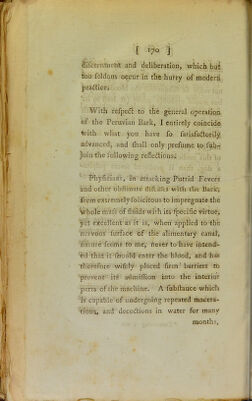 [ 170 ]
discernment and deliberation, which but
too seldom occur in the hurry of modern
practice.
With respect to the general operation
of the Peruvian Bark, I entirely coincide
with what you have so satisfactorily
advanced, and shall only presume to sub-
join the following reflections.
Physicians, in attacking Putrid Fevers
and other obstinate diseases with the Bark,
seem extremely solicitous to impregnate the
whole mass of fluids with its specific virtue;
yet excellent as it is, when applied to the
nervous surface of the alimentary canal,
nature seems to me, never to have intend-
ed that it should enter the blood, and has
therefore wisely placed firm barriers to
prevent its admission into the interior
parts of the machine. A substance which
is capable of undergoing repeated macera-
tions, and decoctions in water for many
months,